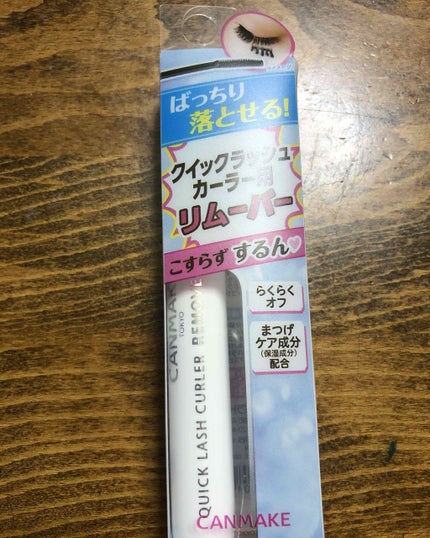 ばっちり
落とせる!
クイックラッシュ
カーラー用
リムーバー
こすらず するん♡
らくらく
オフ
まつげ
ケア成分
(保湿成分)
配合
CANMAKE
TOKYO
QUICK LASH CURLER REMOVER
CANMAKE
TOKYO